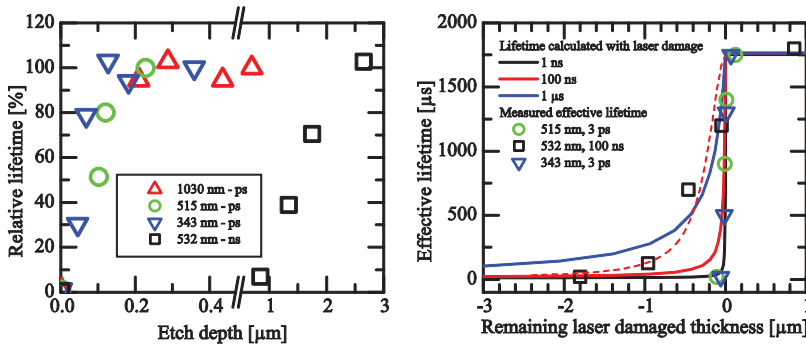 Relative lifetime [%]
120
100
80
60
40
20
0
0.0
0.2
0.4
1
2
3
Etch depth [µm]
1030 nm - ps
515 nm - ps
343 nm - ps
532 nm - ns
Effective lifetime [µs]
2000
1500
1000
500
0
-3
-2
-1
0
1
Remaining laser damaged thickness [µm]
Lifetime calculated with laser damage
1 ns
100 ns
1 µs
Measured effective lifetime
515 nm, 3 ps
532 nm, 100 ns
343 nm, 3 ps